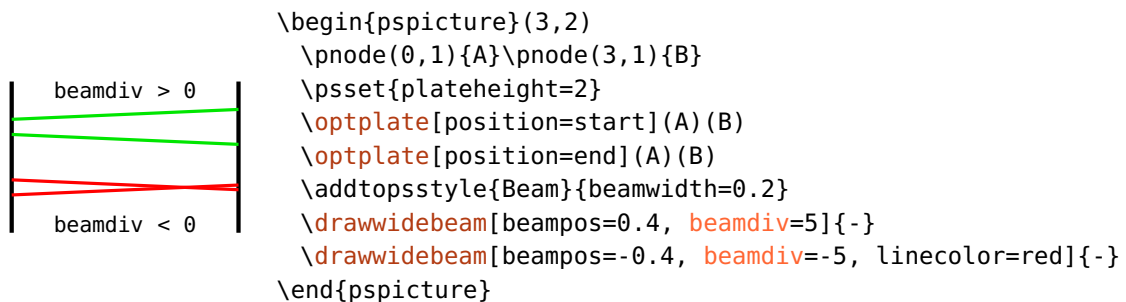 beamdiv > 0
beamdiv < 0
\begin{pspicture}(3,2)
  \pnode(0,1){A}\pnode(3,1){B}
  \psset{plateheight=2}
  \optplate[position=start](A)(B)
  \optplate[position=end](A)(B)
  \addtopsstyle{Beam}{beamwidth=0.2}
  \drawwidebeam[beampos=0.4, beamdiv=5]{-}
  \drawwidebeam[beampos=-0.4, beamdiv=-5, linecolor=red]{-}
\end{pspicture}